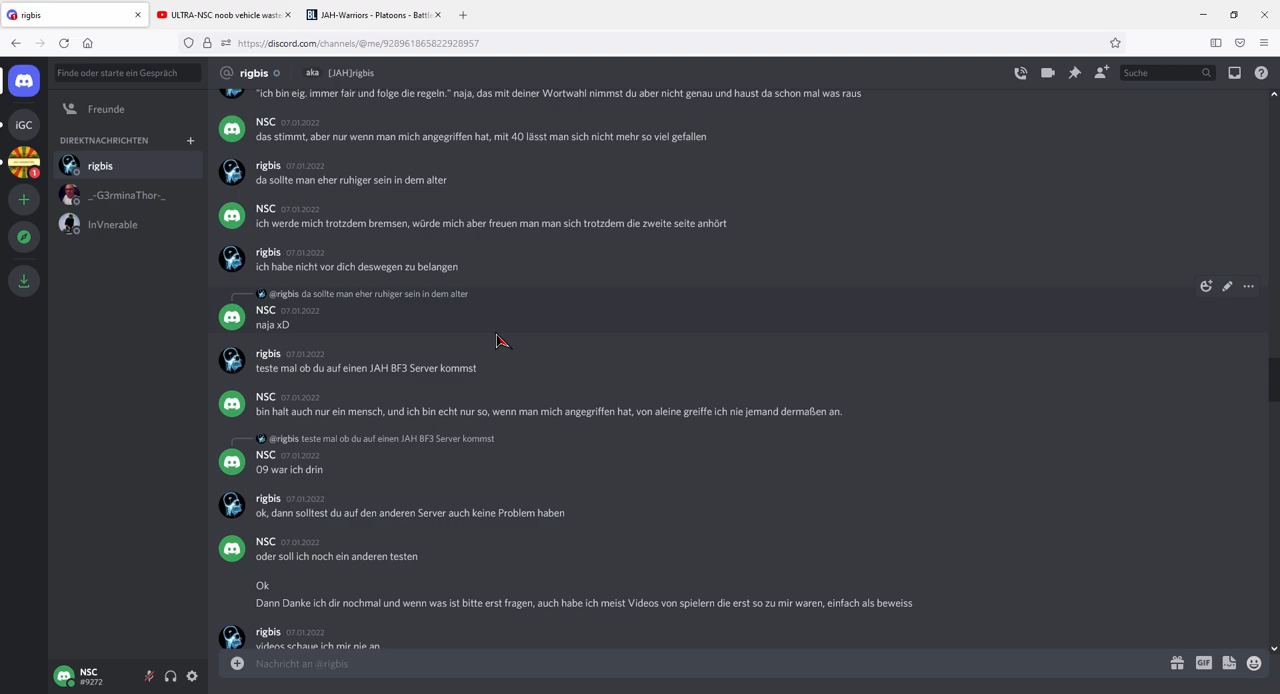 rigbis
ULTRA-NSC noob vehicle waste
BL JAH-Warriors - Platoons - Battle
https://discord.com/channels/@me/928961865822928957
Finde oder starte ein Gespräch
@ rigbis aka [JAH]rigbis
Suche
Freunde
iGC
DIREKTNACHRICHTEN
rigbis
1
_-G3rminaThor-_
InVnerable
"ich bin eig. immer fair und folge die regeln." naja, das mit deiner Wortwahl nimmst du aber nicht genau und haust da schon mal was raus
NSC 07.01.2022
das stimmt, aber nur wenn man mich angegriffen hat, mit 40 lässt man sich nicht mehr so viel gefallen
rigbis 07.01.2022
da sollte man eher ruhiger sein in dem alter
NSC 07.01.2022
ich werde mich trotzdem bremsen, würde mich aber freuen man man sich trotzdem die zweite seite anhört
rigbis 07.01.2022
ich habe nicht vor dich deswegen zu belangen
@rigbis da sollte man eher ruhiger sein in dem alter
NSC 07.01.2022
naja xD
rigbis 07.01.2022
teste mal ob du auf einen JAH BF3 Server kommst
NSC 07.01.2022
bin halt auch nur ein mensch, und ich bin echt nur so, wenn man mich angegriffen hat, von aleine greiffe ich nie jemand dermaßen an.
@rigbis teste mal ob du auf einen JAH BF3 Server kommst
NSC 07.01.2022
09 war ich drin
rigbis 07.01.2022
ok, dann solltest du auf den anderen Server auch keine Problem haben
NSC 07.01.2022
oder soll ich noch ein anderen testen
Ok
Dann Danke ich dir nochmal und wenn was ist bitte erst fragen, auch habe ich meist Videos von spielern die erst so zu mir waren, einfach als beweiss
rigbis 07.01.2022
videos schaue ich mir nie an
Nachricht an @rigbis
GIF
NSC
#9272